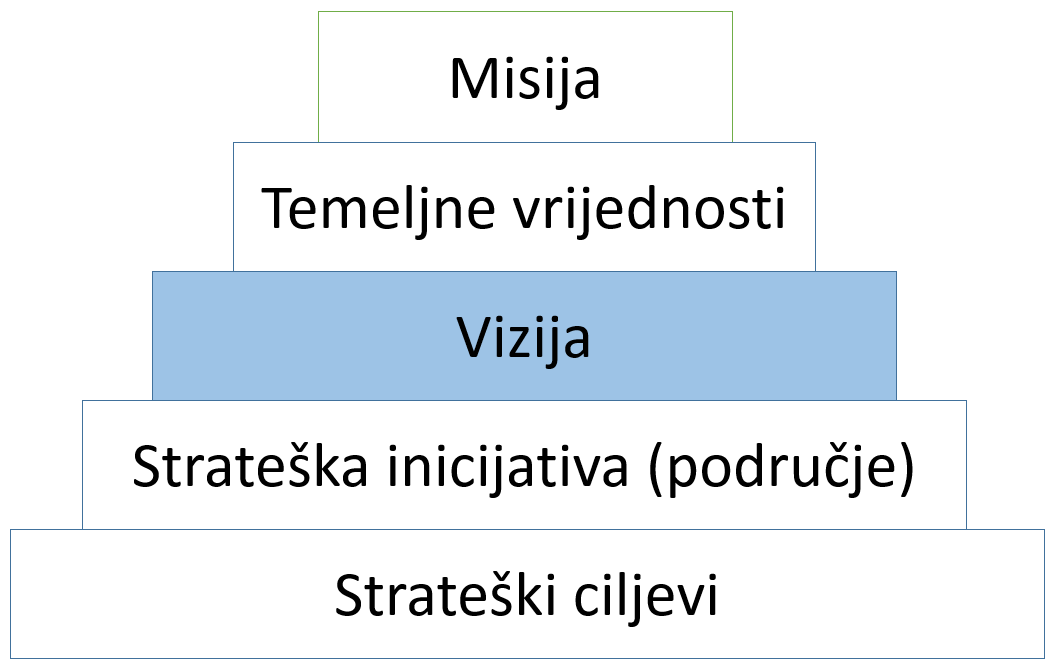 Misija
Temeljne vrijednosti
Vizija
Strateška inicijativa (područje)
Strateški ciljevi